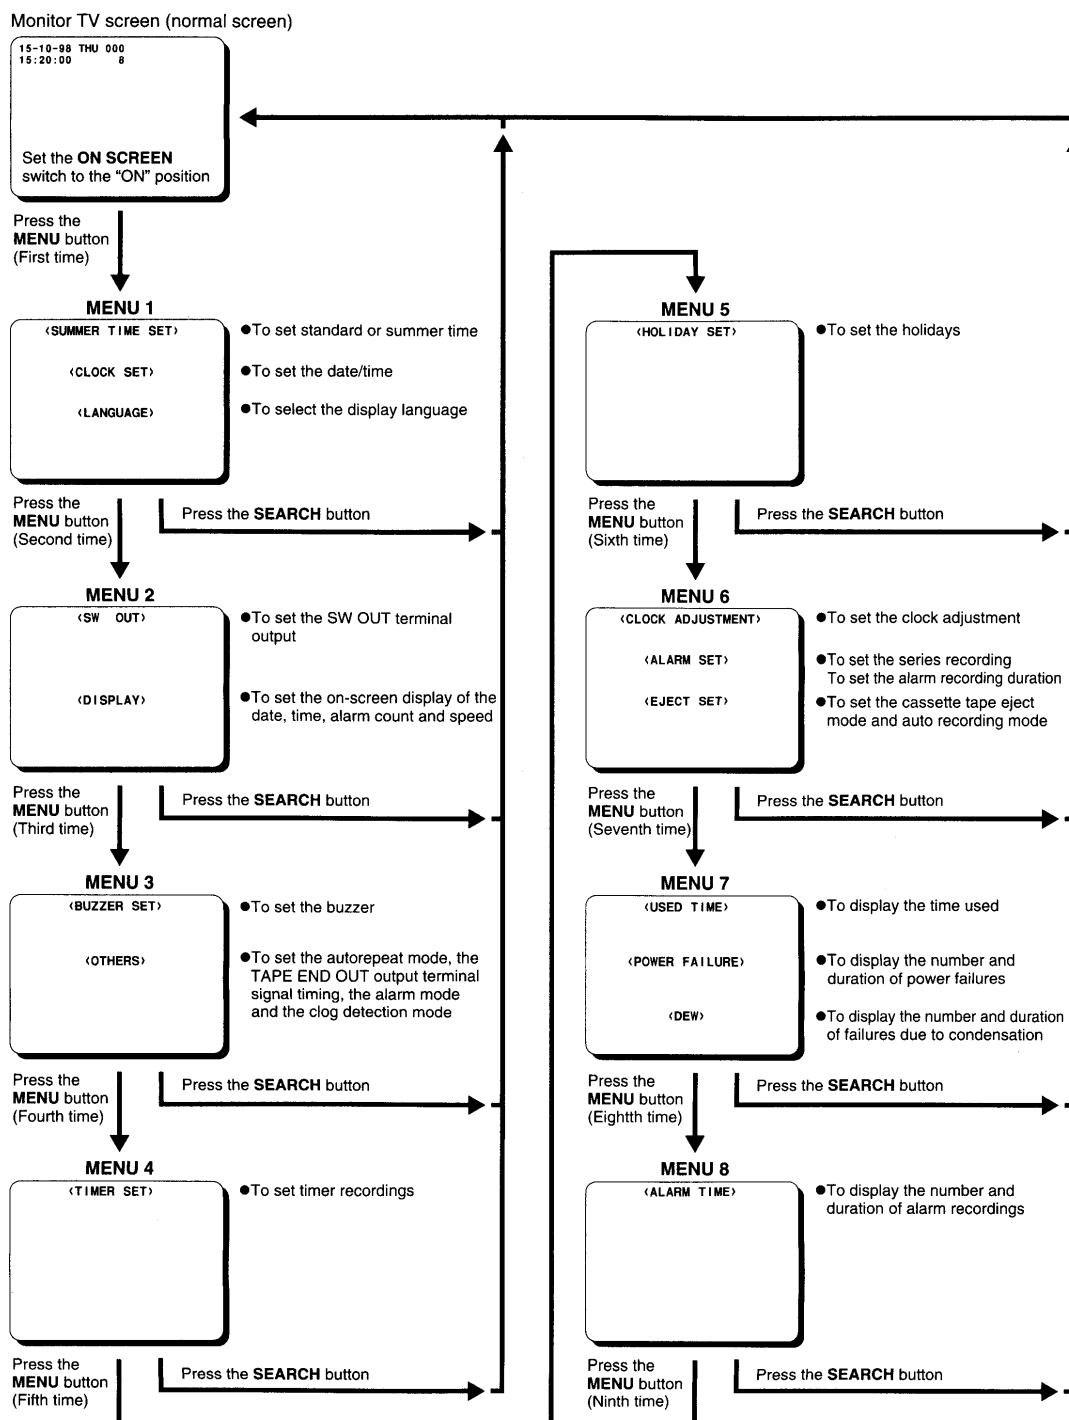 Monitor TV screen (normal screen)
15-10-98 THU 000
15:20:00 8
Set the ON SCREEN
switch to the “ON” position
Press the
MENU button
(First time)
MENU 1
‹SUMMER TIME SET›
●To set standard or summer time
‹CLOCK SET›
●To set the date/time
‹LANGUAGE›
●To select the display language
Press the
MENU button
(Second time)
Press the SEARCH button
MENU 2
‹SW OUT›
●To set the SW OUT terminal
output
‹DISPLAY›
●To set the on-screen display of the
date, time, alarm count and speed
Press the
MENU button
(Third time)
Press the SEARCH button
MENU 3
‹BUZZER SET›
●To set the buzzer
‹OTHERS›
●To set the autorepeat mode, the
TAPE END OUT output terminal
signal timing, the alarm mode
and the clog detection mode
Press the
MENU button
(Fourth time)
Press the SEARCH button
MENU 4
‹TIMER SET›
●To set timer recordings
Press the
MENU button
(Fifth time)
Press the SEARCH button
MENU 5
‹HOLIDAY SET›
●To set the holidays
Press the
MENU button
(Sixth time)
Press the SEARCH button
MENU 6
‹CLOCK ADJUSTMENT›
●To set the clock adjustment
‹ALARM SET›
●To set the series recording
To set the alarm recording duration
‹EJECT SET›
●To set the cassette tape eject
mode and auto recording mode
Press the
MENU button
(Seventh time)
Press the SEARCH button
MENU 7
‹USED TIME›
●To display the time used
‹POWER FAILURE›
●To display the number and
duration of power failures
‹DEW›
●To display the number and duration
of failures due to condensation
Press the
MENU button
(Eightth time)
Press the SEARCH button
MENU 8
‹ALARM TIME›
●To display the number and
duration of alarm recordings
Press the
MENU button
(Ninth time)
Press the SEARCH button